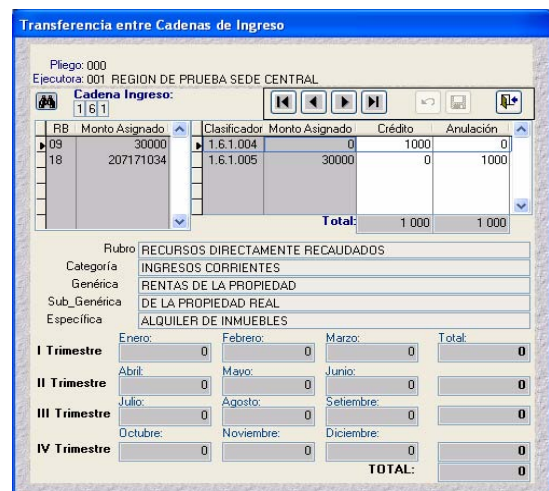 Transferencia entre Cadenas de Ingreso
Pliego: 000
Ejecutora: 001 REGION DE PRUEBA SEDE CENTRAL
Cadena Ingreso:
1 6 1
RB Monto Asignado Clasificador Monto Asignado Crédito Anulación
09 30000 1.6.1.004 0 1000 0
18 207171034 1.6.1.005 30000 0 1000
Total: 1 000 1 000
Rubro RECURSOS DIRECTAMENTE RECAUDADOS
Categoría INGRESOS CORRIENTES
Genérica RENTAS DE LA PROPIEDAD
Sub_Genérica DE LA PROPIEDAD REAL
Específica ALQUILER DE INMUEBLES
Enero: Febrero: Marzo: Total:
I Trimestre 0 0 0 0
Abril: Mayo: Junio:
II Trimestre 0 0 0 0
Julio: Agosto: Setiembre:
III Trimestre 0 0 0 0
Octubre: Noviembre: Diciembre:
IV Trimestre 0 0 0 0
TOTAL: 0